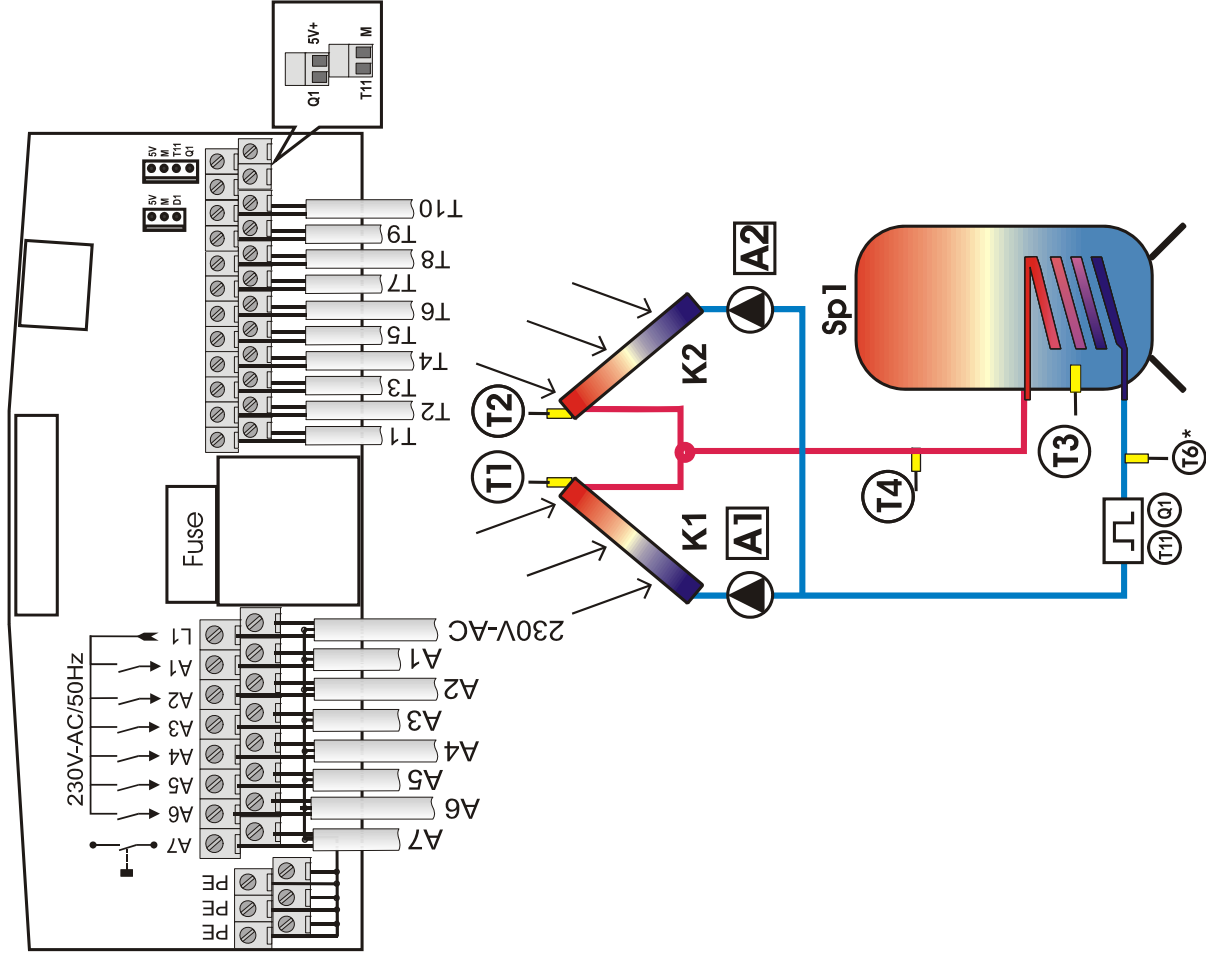 5V+
Q1
M
T11
5V
M
T11
Q1
5V
M
D1
T10
T9
T8
T7
T6
T5
T4
T3
T2
T1
Fuse
230V-AC/50Hz
L1
A1
A2
A3
A4
A5
A6
A7
230V-AC
A1
A2
A3
A4
A5
A6
A7
PE
PE
PE
T1
T2
K1
K2
A1
A2
Sp1
T4
T3
T6*
T11
Q1